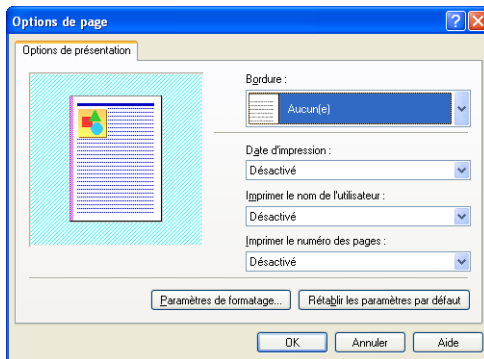 Options de page
Options de présentation
Bordure :
Aucun(e)
Date d'impression :
Désactivé
Imprimer le nom de l'utilisateur :
Désactivé
Imprimer le numéro des pages :
Désactivé
Paramètres de formatage...
Rétablir les paramètres par défaut
OK
Annuler
Aide